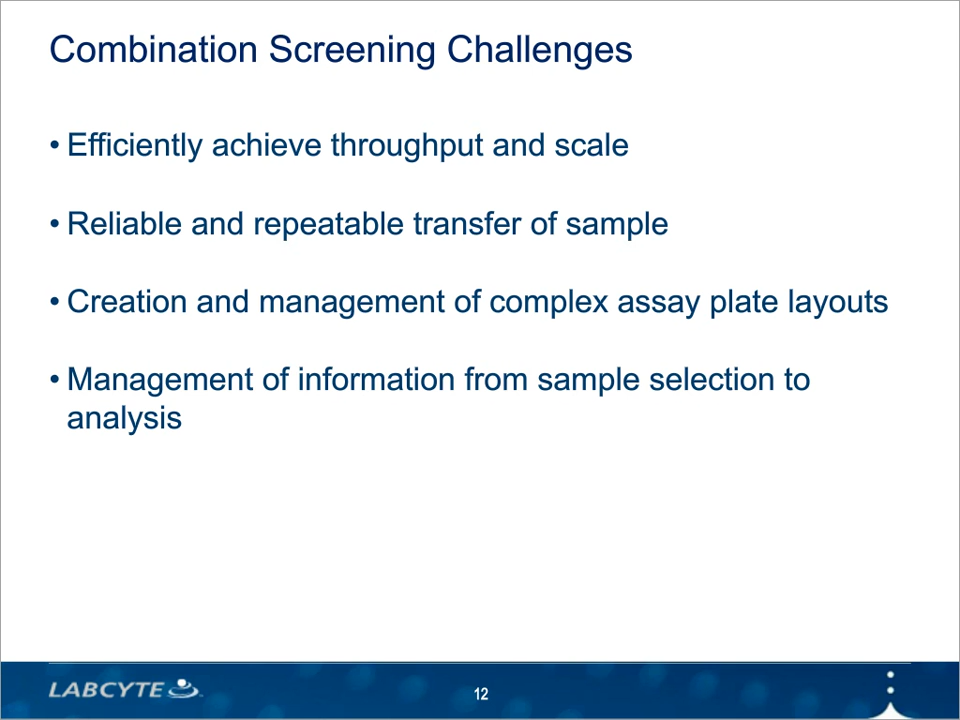 Combination Screening Challenges
• Efficiently achieve throughput and scale
• Reliable and repeatable transfer of sample
• Creation and management of complex assay plate layouts
• Management of information from sample selection to
analysis
LABCYTE
12